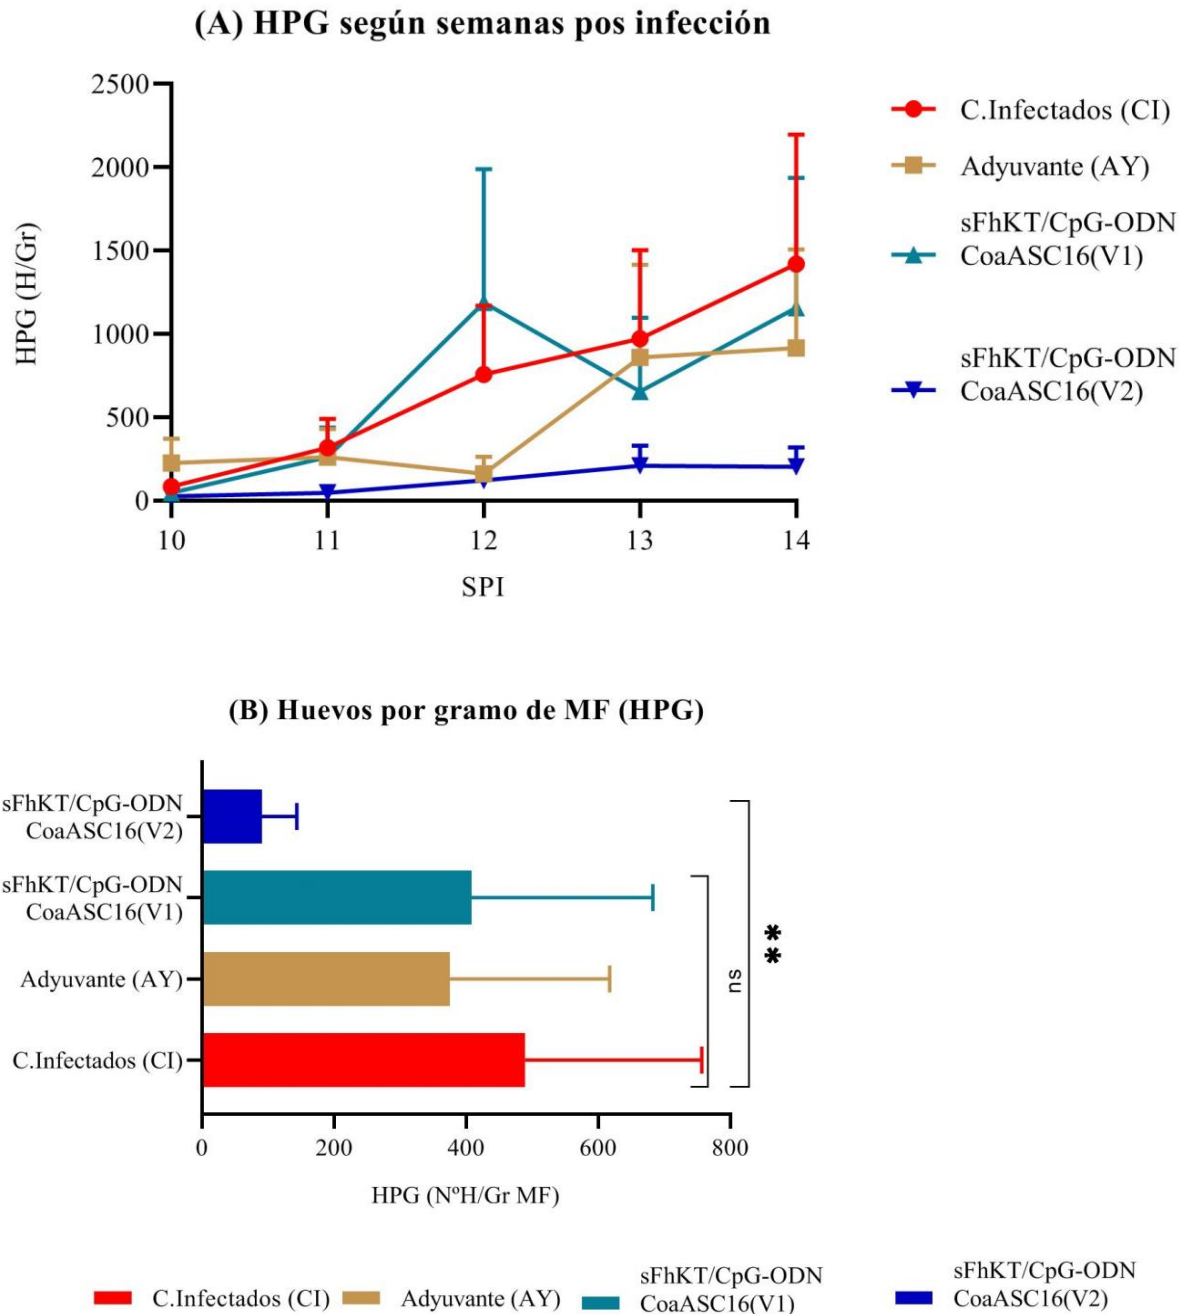 (A) HPG según semanas pos infección
2500
2000
1500
1000
500
0
HPG (H/Gr)
10 11 12 13 14
SPI
C.Infectados (CI)
Adyuvante (AY)
sFhKT/CpG-ODN
CoaASC16(V1)
sFhKT/CpG-ODN
CoaASC16(V2)
(B) Huevos por gramo de MF (HPG)
sFhKT/CpG-ODN
CoaASC16(V2)
sFhKT/CpG-ODN
CoaASC16(V1)
Adyuvante (AY)
C.Infectados (CI)
ns
**
0 200 400 600 800
HPG (NºH/Gr MF)
C.Infectados (CI)
Adyuvante (AY)
sFhKT/CpG-ODN
CoaASC16(V1)
sFhKT/CpG-ODN
CoaASC16(V2)